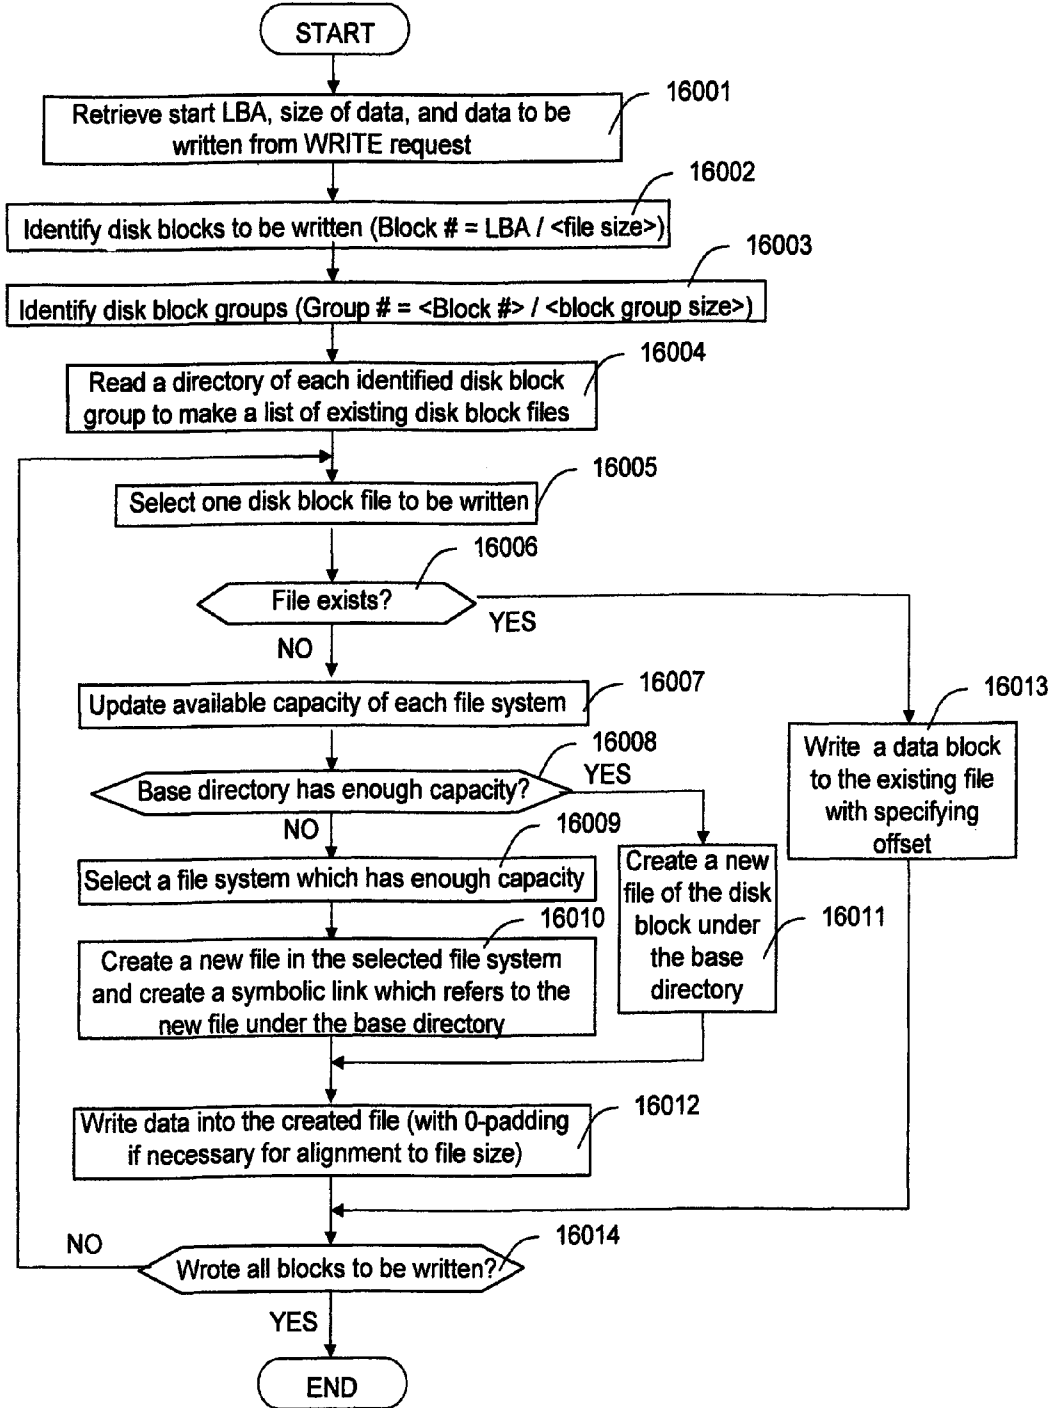 START
16001
Retrieve start LBA, size of data, and data to be
written from WRITE request
16002
Identify disk blocks to be written (Block # = LBA / <file size>)
16003
Identify disk block groups (Group # = <Block #> / <block group size>)
16004
Read a directory of each identified disk block
group to make a list of existing disk block files
16005
Select one disk block file to be written
16006
File exists?
YES
NO
16007
Update available capacity of each file system
16013
Write a data block
to the existing file
with specifying
offset
16008
Base directory has enough capacity?
YES
NO
16009
Select a file system which has enough capacity
Create a new
file of the disk
block under
the base
directory
16011
16010
Create a new file in the selected file system
and create a symbolic link which refers to the
new file under the base directory
16012
Write data into the created file (with 0-padding
if necessary for alignment to file size)
16014
NO
Wrote all blocks to be written?
YES
END